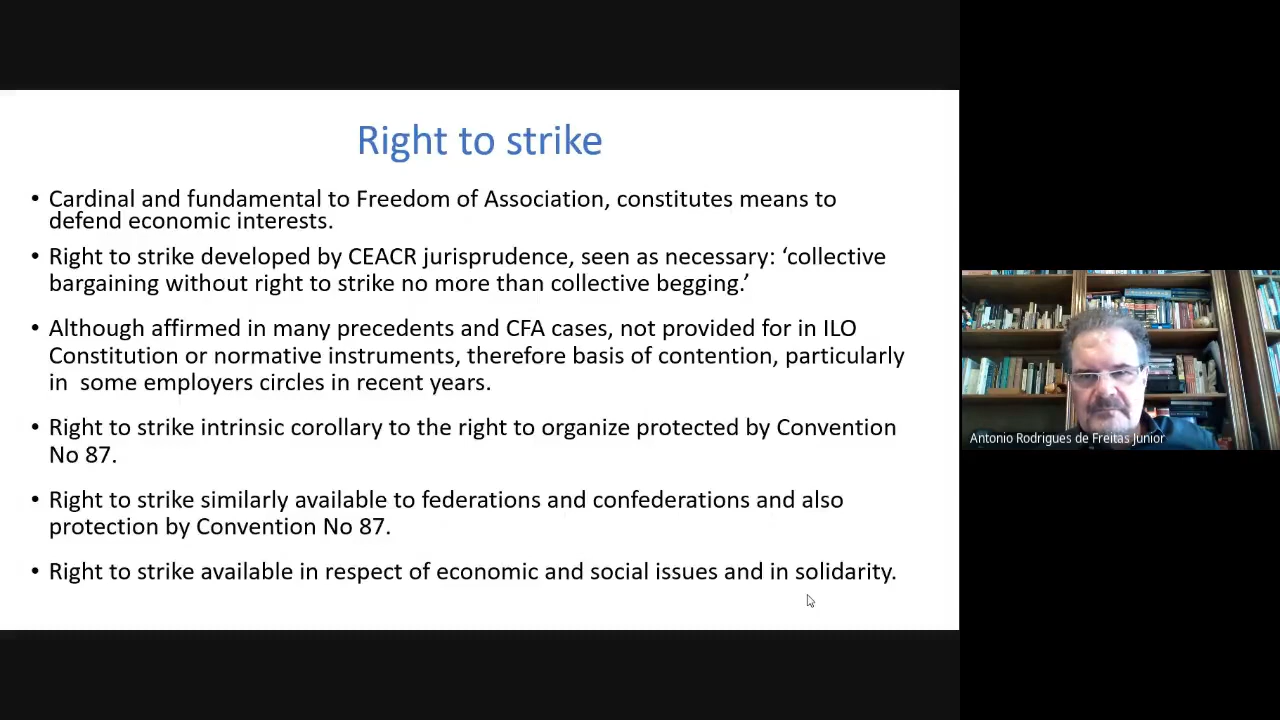 Right to strike
• Cardinal and fundamental to Freedom of Association, constitutes means to
defend economic interests.
• Right to strike developed by CEACR jurisprudence, seen as necessary: ‘collective
bargaining without right to strike no more than collective begging.’
• Although affirmed in many precedents and CFA cases, not provided for in ILO
Constitution or normative instruments, therefore basis of contention, particularly
in  some employers circles in recent years.
• Right to strike intrinsic corollary to the right to organize protected by Convention
No 87.
• Right to strike similarly available to federations and confederations and also
protection by Convention No 87.
• Right to strike available in respect of economic and social issues and in solidarity.
Antonio Rodrigues de Freitas Junior